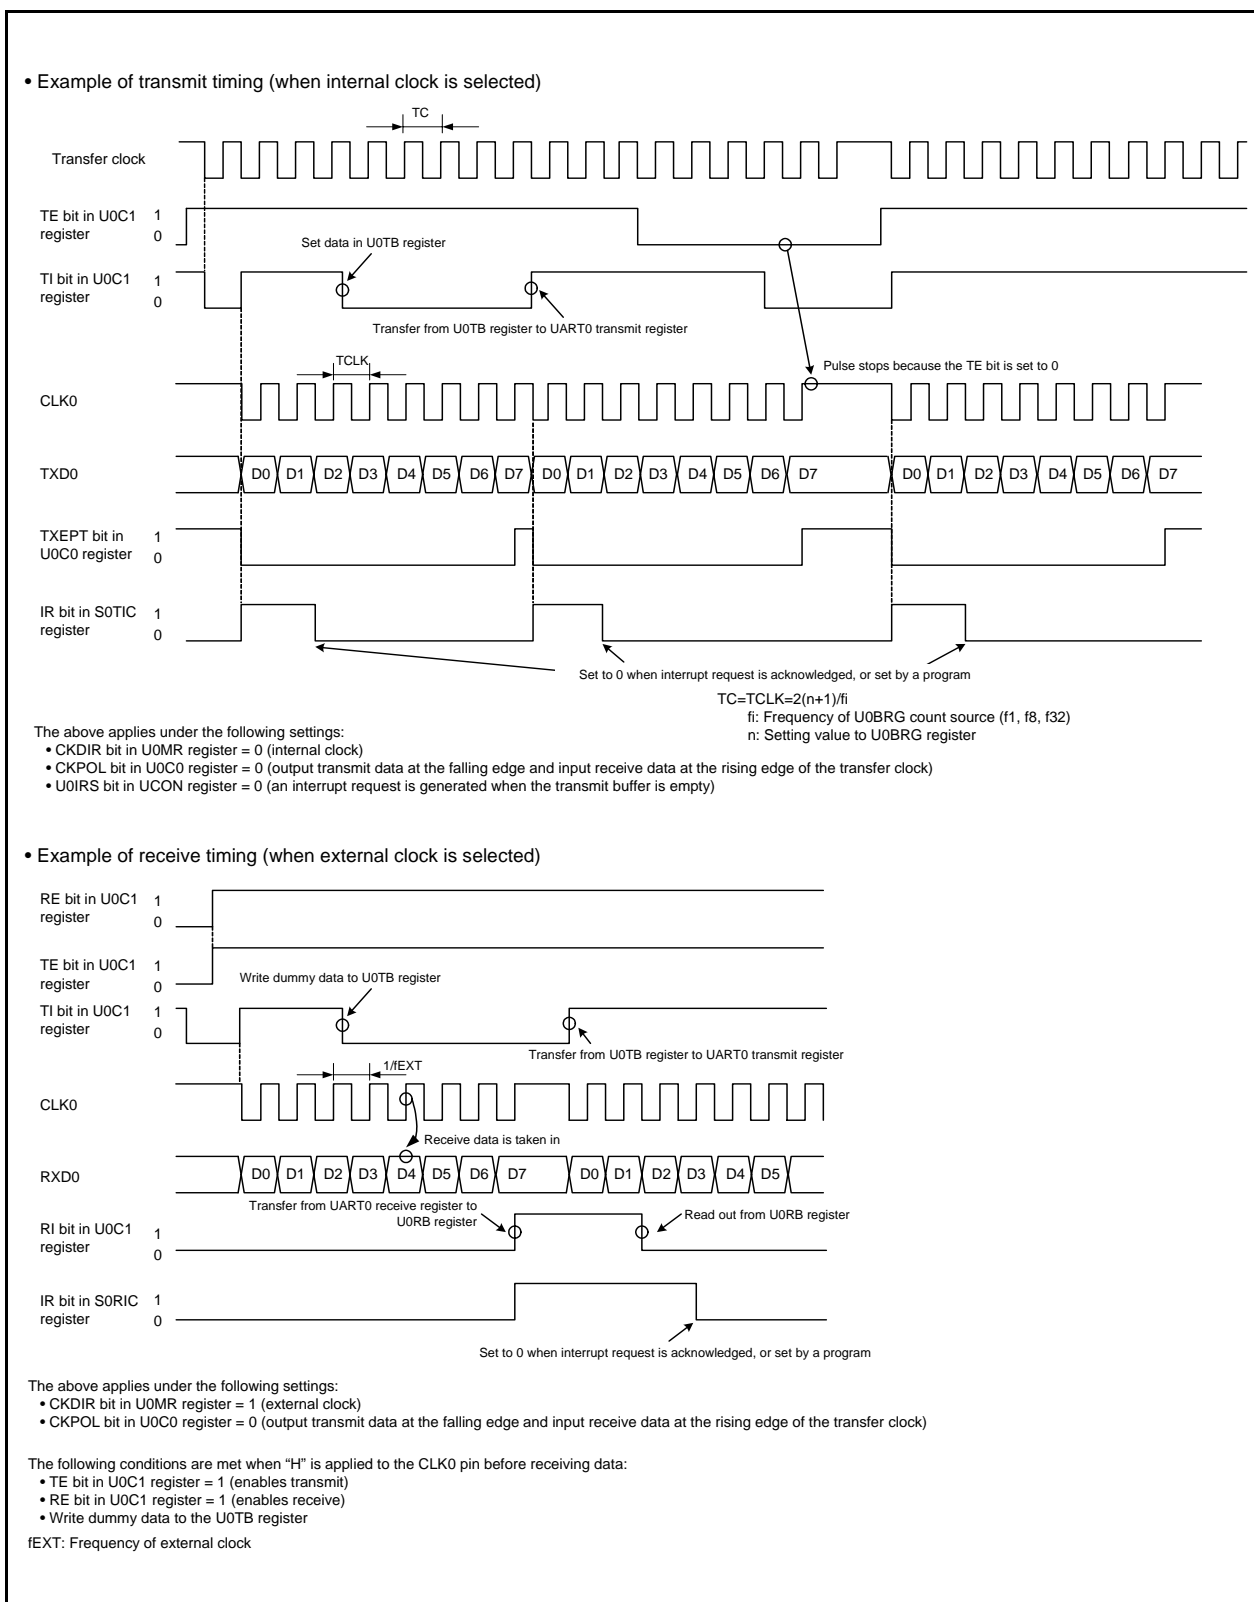 • Example of transmit timing (when internal clock is selected)
TC
Transfer clock
TE bit in U0C1
register
1
0
Set data in U0TB register
TI bit in U0C1
register
1
0
Transfer from U0TB register to UART0 transmit register
TCLK
Pulse stops because the TE bit is set to 0
CLK0
TXD0 D0 D1 D2 D3 D4 D5 D6 D7 D0 D1 D2 D3 D4 D5 D6 D7 D0 D1 D2 D3 D4 D5 D6 D7
TXEPT bit in
U0C0 register
1
0
IR bit in S0TIC
register
1
0
Set to 0 when interrupt request is acknowledged, or set by a program
TC=TCLK=2(n+1)/fi
fi: Frequency of U0BRG count source (f1, f8, f32)
n: Setting value to U0BRG register
The above applies under the following settings:
• CKDIR bit in U0MR register = 0 (internal clock)
• CKPOL bit in U0C0 register = 0 (output transmit data at the falling edge and input receive data at the rising edge of the transfer clock)
• U0IRS bit in UCON register = 0 (an interrupt request is generated when the transmit buffer is empty)
• Example of receive timing (when external clock is selected)
RE bit in U0C1
register
1
0
TE bit in U0C1
register
1
0
Write dummy data to U0TB register
TI bit in U0C1
register
1
0
Transfer from U0TB register to UART0 transmit register
1/fEXT
CLK0
Receive data is taken in
RXD0 D0 D1 D2 D3 D4 D5 D6 D7 D0 D1 D2 D3 D4 D5
Transfer from UART0 receive register to
U0RB register
Read out from U0RB register
RI bit in U0C1
register
1
0
IR bit in S0RIC
register
1
0
Set to 0 when interrupt request is acknowledged, or set by a program
The above applies under the following settings:
• CKDIR bit in U0MR register = 1 (external clock)
• CKPOL bit in U0C0 register = 0 (output transmit data at the falling edge and input receive data at the rising edge of the transfer clock)
The following conditions are met when “H” is applied to the CLK0 pin before receiving data:
• TE bit in U0C1 register = 1 (enables transmit)
• RE bit in U0C1 register = 1 (enables receive)
• Write dummy data to the U0TB register
fEXT: Frequency of external clock